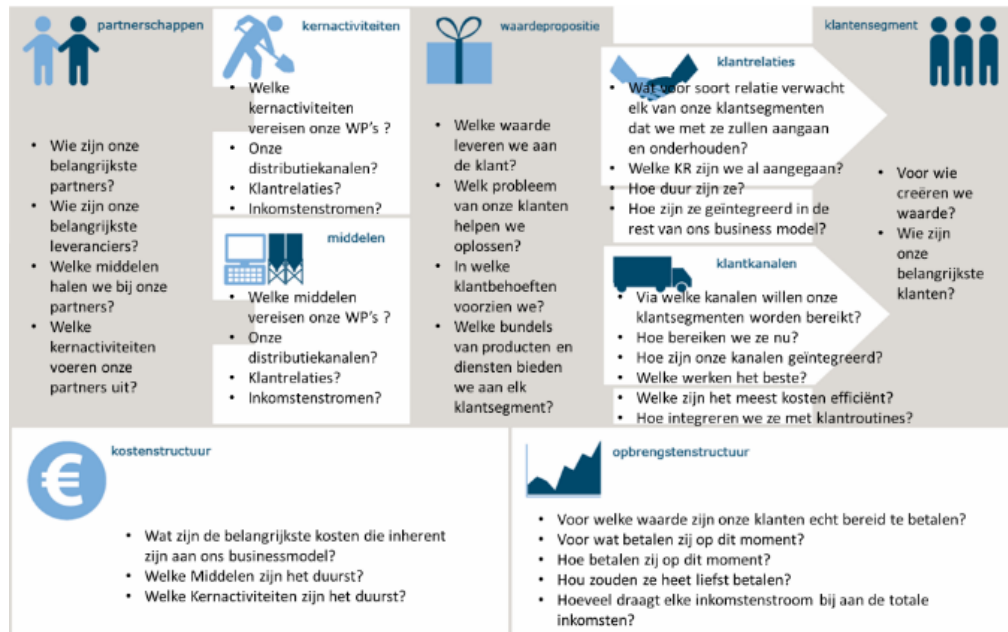 partnerschappen
• Wie zijn onze
belangrijkste
partners?
• Wie zijn onze
belangrijkste
leveranciers?
• Welke middelen
halen we bij onze
partners?
• Welke
kernactiviteiten
voeren onze
partners uit?
kernactiviteiten
• Welke
kernactiviteiten
vereisen onze WP's ?
• Onze
distributiekanalen?
• Klantrelaties?
• Inkomstenstromen?
middelen
• Welke middelen
vereisen onze WP's ?
• Onze
distributiekanalen?
• Klantrelaties?
• Inkomstenstromen?
waardepropositie
• Welke waarde
leveren we aan
de klant?
• Welk probleem
van onze klanten
helpen we
oplossen?
• In welke
klantbehoeften
voorzien we?
• Welke bundels
van producten en
diensten bieden
we aan elk
klantsegment?
klantrelaties
• Wat voor soort relatie verwacht
elk van onze klantsegmenten
dat we met ze zullen aangaan
en onderhouden?
• Welke KR zijn we al aangegaan?
• Hoe duur zijn ze?
• Hoe zijn ze geïntegreerd in de
rest van ons business model?
klantkanalen
• Via welke kanalen willen onze
klantsegmenten worden bereikt?
• Hoe bereiken we ze nu?
• Hoe zijn onze kanalen geïntegreerd?
• Welke werken het beste?
• Welke zijn het meest kosten efficiënt?
• Hoe integreren we ze met klantroutines?
klantensegment
• Voor wie
creëren we
waarde?
• Wie zijn
onze
belangrijkste
klanten?
kostenstructuur
€
• Wat zijn de belangrijkste kosten die inherent
zijn aan ons businessmodel?
• Welke Middelen zijn het duurst?
• Welke Kernactiviteiten zijn het duurst?
opbrengstenstructuur
• Voor welke waarde zijn onze klanten echt bereid te betalen?
• Voor wat betalen zij op dit moment?
• Hoe betalen zij op dit moment?
• Hou zouden ze heet liefst betalen?
• Hoeveel draagt elke inkomstenstroom bij aan de totale
inkomsten?